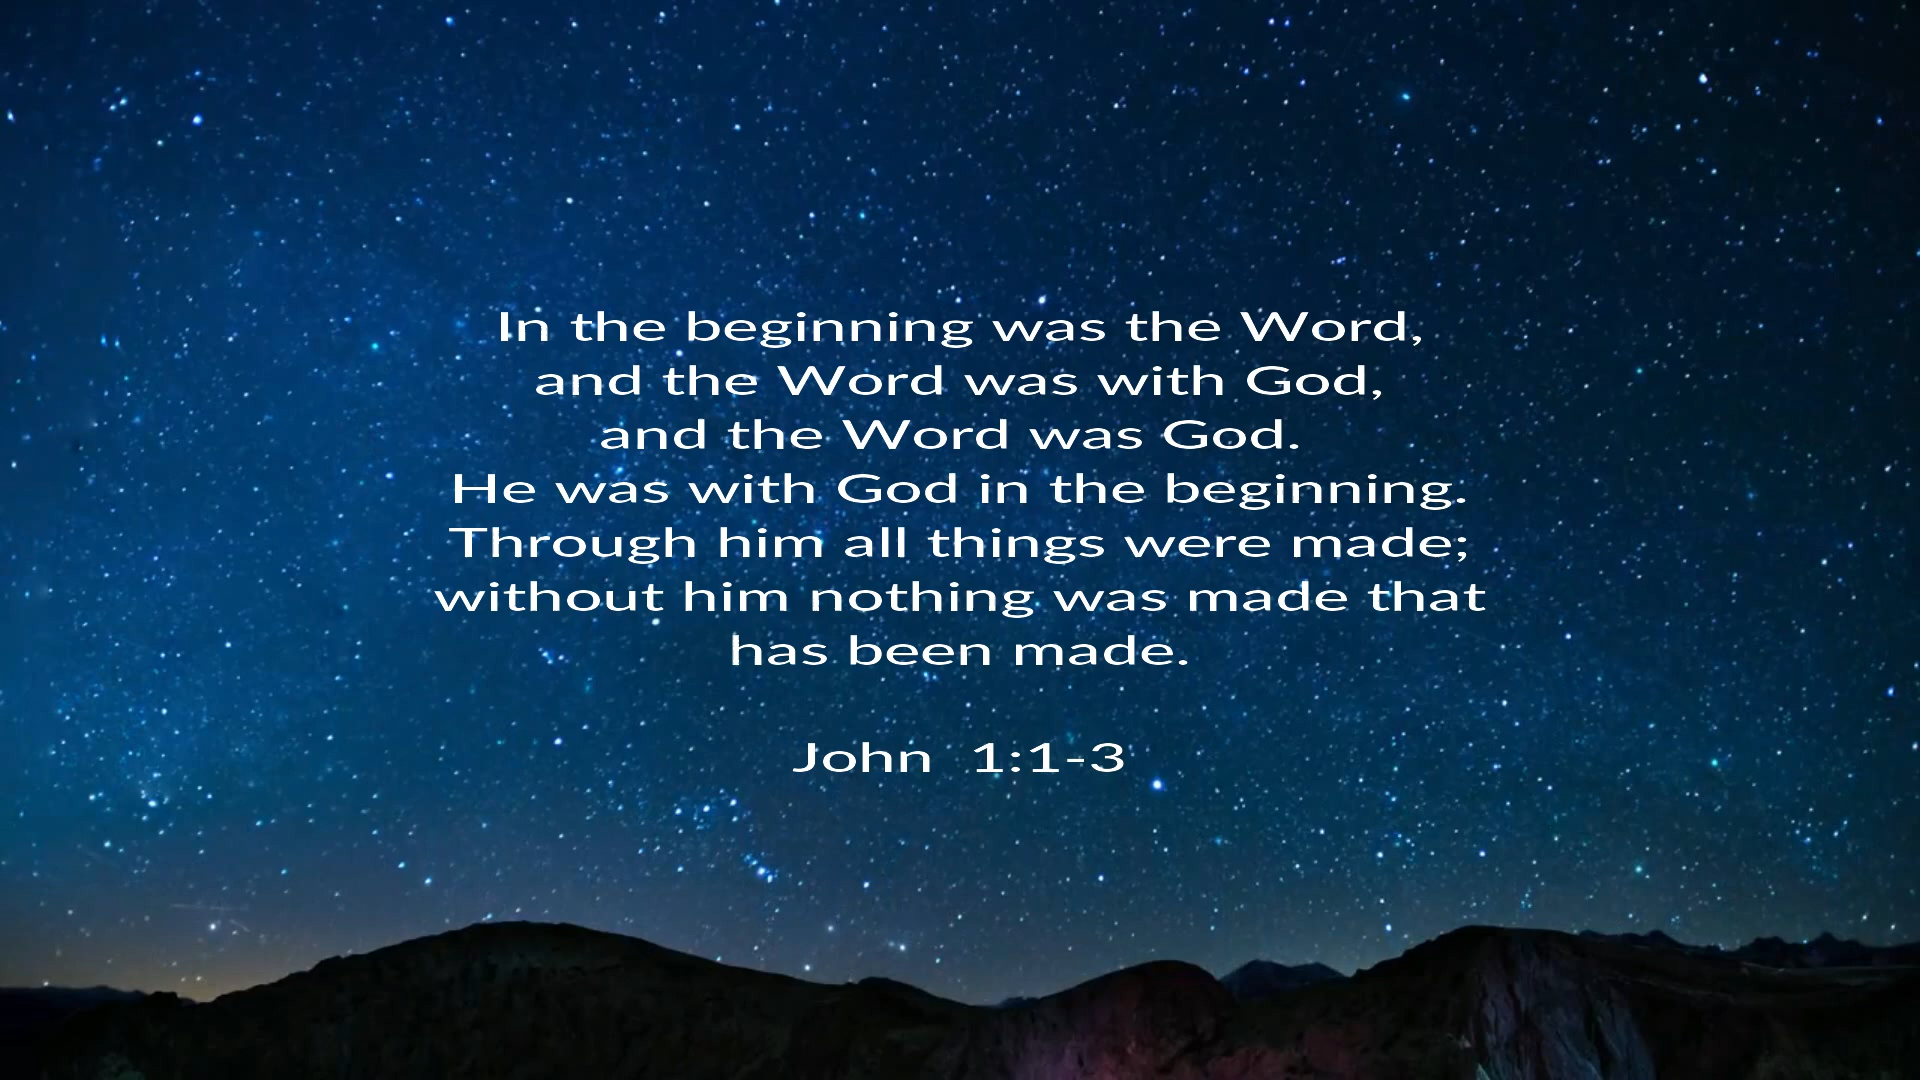 In the beginning was the Word,
and the Word was with God,
and the Word was God.
He was with God in the beginning.
Through him all things were made;
without him nothing was made that
has been made.
John 1:1-3